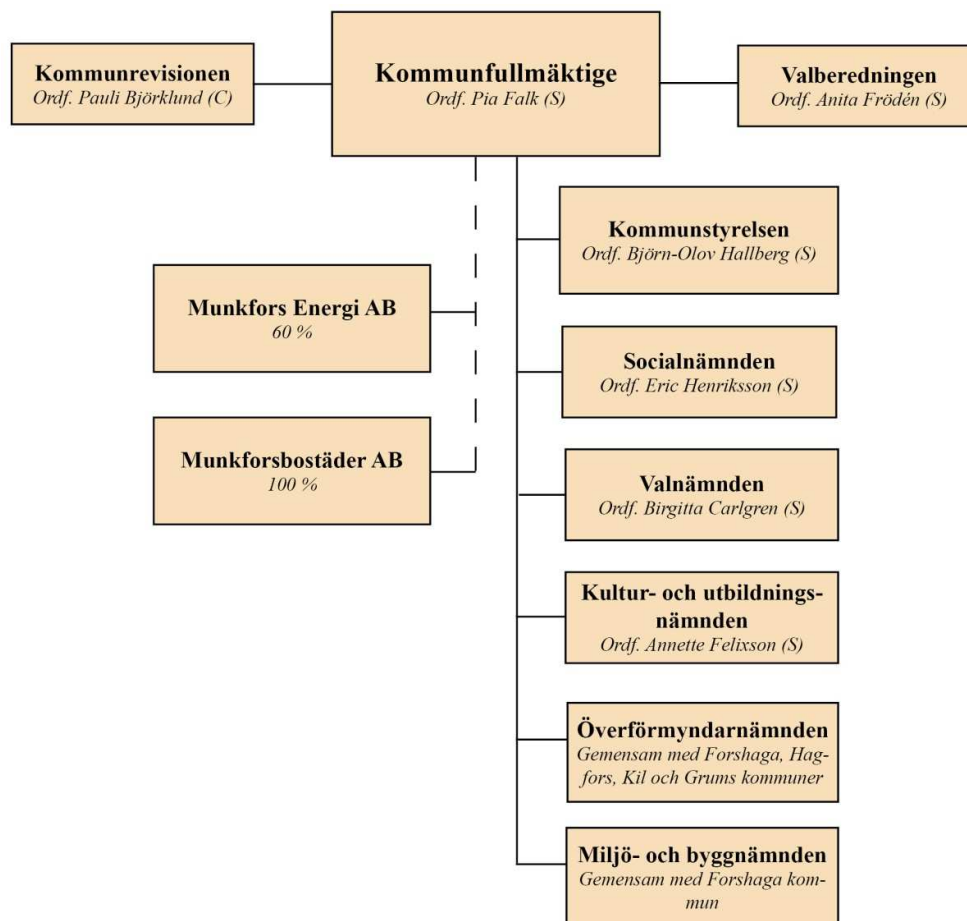 Kommunrevisionen
Ordf. Pauli Björklund (C)
Kommunfullmäktige
Ordf. Pia Falk (S)
Valberedningen
Ordf. Anita Frödén (S)
Kommunstyrelsen
Ordf. Björn-Olov Hallberg (S)
Munkfors Energi AB
60 %
Socialnämnden
Ordf. Eric Henriksson (S)
Munkforsbostäder AB
100 %
Valnämnden
Ordf. Birgitta Carlgren (S)
Kultur- och utbildnings-
nämnden
Ordf. Annette Felixson (S)
Överförmyndarnämnden
Gemensam med Forshaga, Hag-
fors, Kil och Grums kommuner
Miljö- och byggnämnden
Gemensam med Forshaga kom-
mun